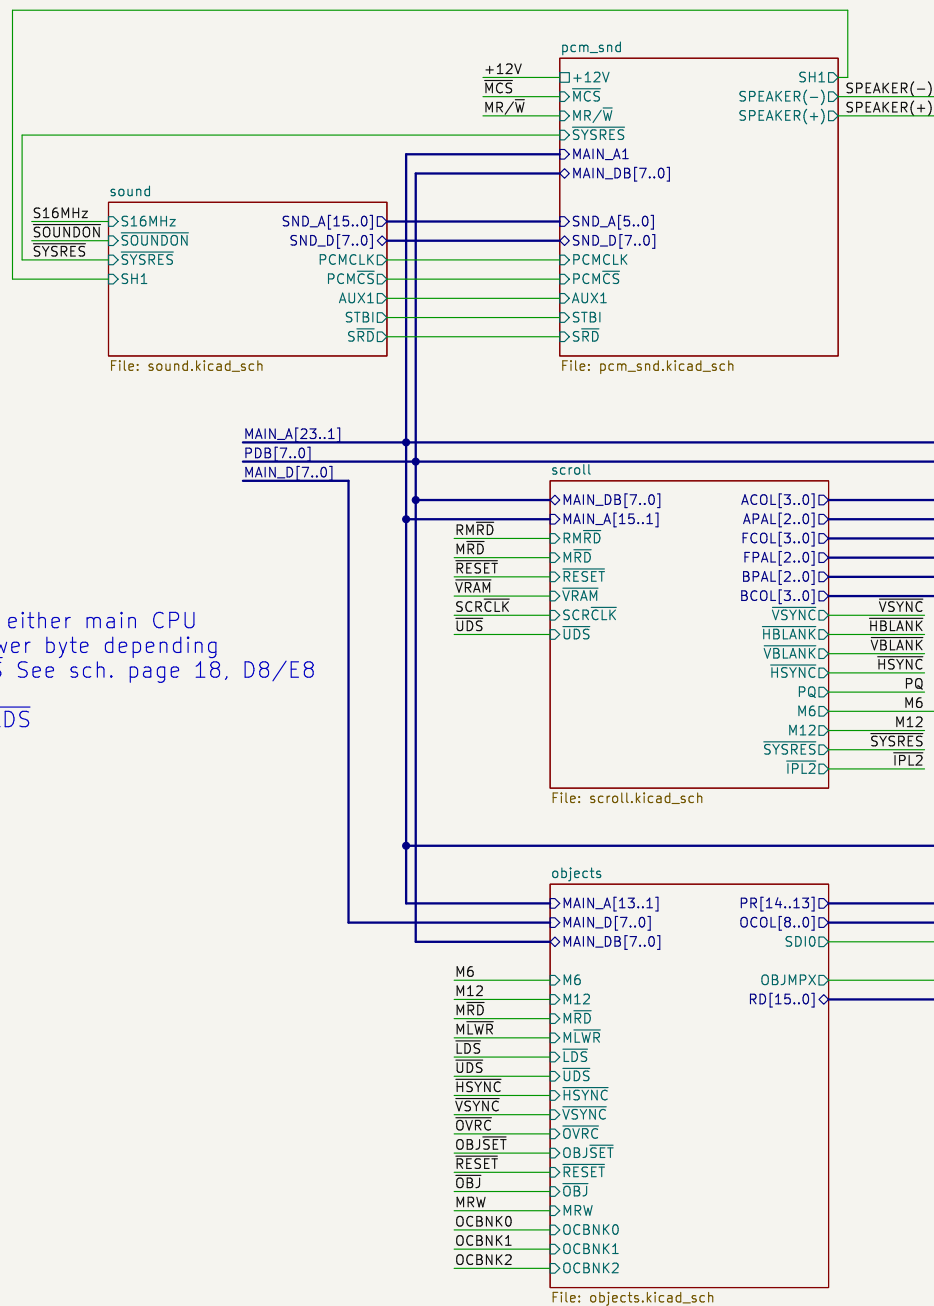 pcm_snd
+12V
MCS
MR/W
+12V
MCS
MR/W
SYSRES
MAIN_A1
MAIN_DB[7..0]
SND_A[5..0]
SND_D[7..0]
PCMCLK
PCMCS
AUX1
STBI
SRD
SH1
SPEAKER(-)
SPEAKER(+)
SPEAKER(-)
SPEAKER(+)
File: pcm_snd.kicad_sch
sound
S16MHz
SOUNDON
SYSRES
S16MHz
SOUNDON
SYSRES
SH1
SND_A[15..0]
SND_D[7..0]
PCMCLK
PCMCS
AUX1
STBI
SRD
File: sound.kicad_sch
MAIN_A[23..1]
PDB[7..0]
MAIN_D[7..0]
scroll
RMRD
MRD
RESET
VRAM
SCRCLK
UDS
MAIN_DB[7..0]
MAIN_A[15..1]
RMRD
MRD
RESET
VRAM
SCRCLK
UDS
ACOL[3..0]
APAL[2..0]
FCOL[3..0]
FPAL[2..0]
BPAL[2..0]
BCOL[3..0]
VSYNC
HBLANK
VBLANK
HSYNC
PQ
M6
M12
SYSRES
IPL2
VSYNC
HBLANK
VBLANK
HSYNC
PQ
M6
M12
SYSRES
IPL2
File: scroll.kicad_sch
either main CPU
wer byte depending
S See sch. page 18, D8/E8
LDS
objects
M6
M12
MRD
MLWR
LDS
UDS
HSYNC
VSYNC
OVRC
OBJSET
RESET
OBJ
MRW
OCBNK0
OCBNK1
OCBNK2
MAIN_A[13..1]
MAIN_D[7..0]
MAIN_DB[7..0]
M6
M12
MRD
MLWR
LDS
UDS
HSYNC
VSYNC
OVRC
OBJSET
RESET
OBJ
MRW
OCBNK0
OCBNK1
OCBNK2
PR[14..13]
OCOL[8..0]
SDI0
OBJMPX
RD[15..0]
File: objects.kicad_sch